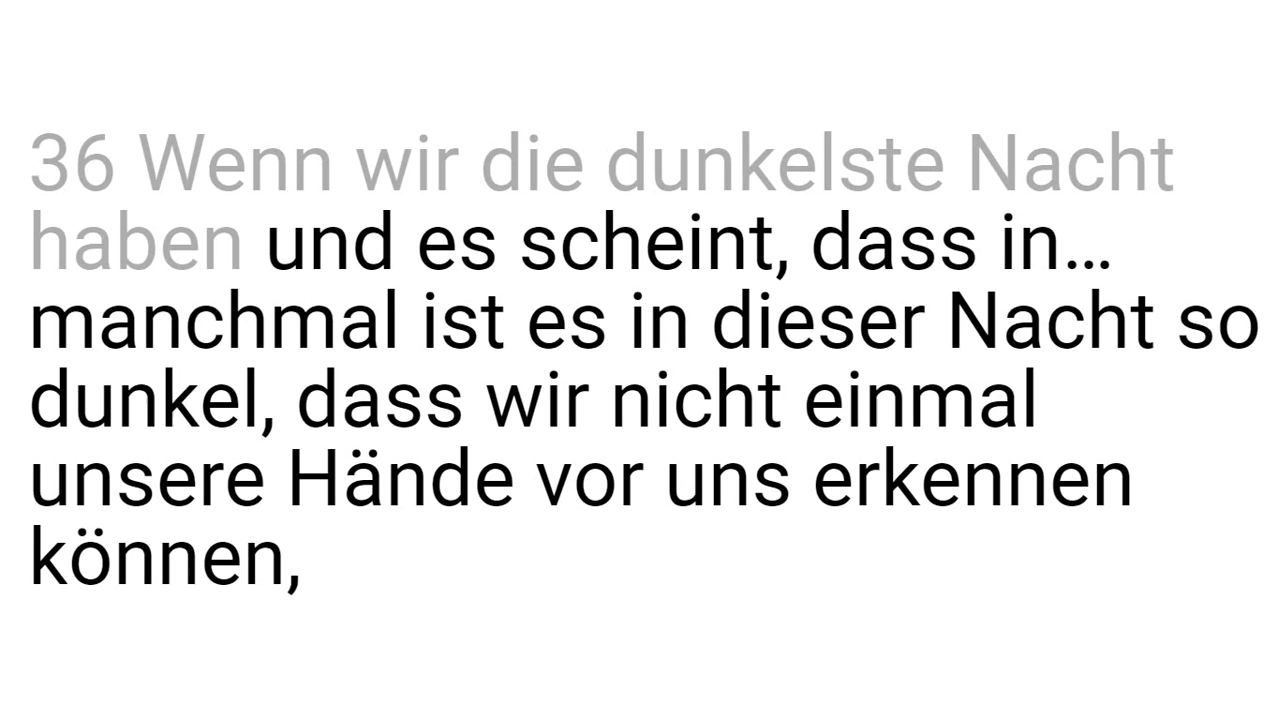 36 Wenn wir die dunkelste Nacht
haben und es scheint, dass in…
manchmal ist es in dieser Nacht so
dunkel, dass wir nicht einmal
unsere Hände vor uns erkennen
können,